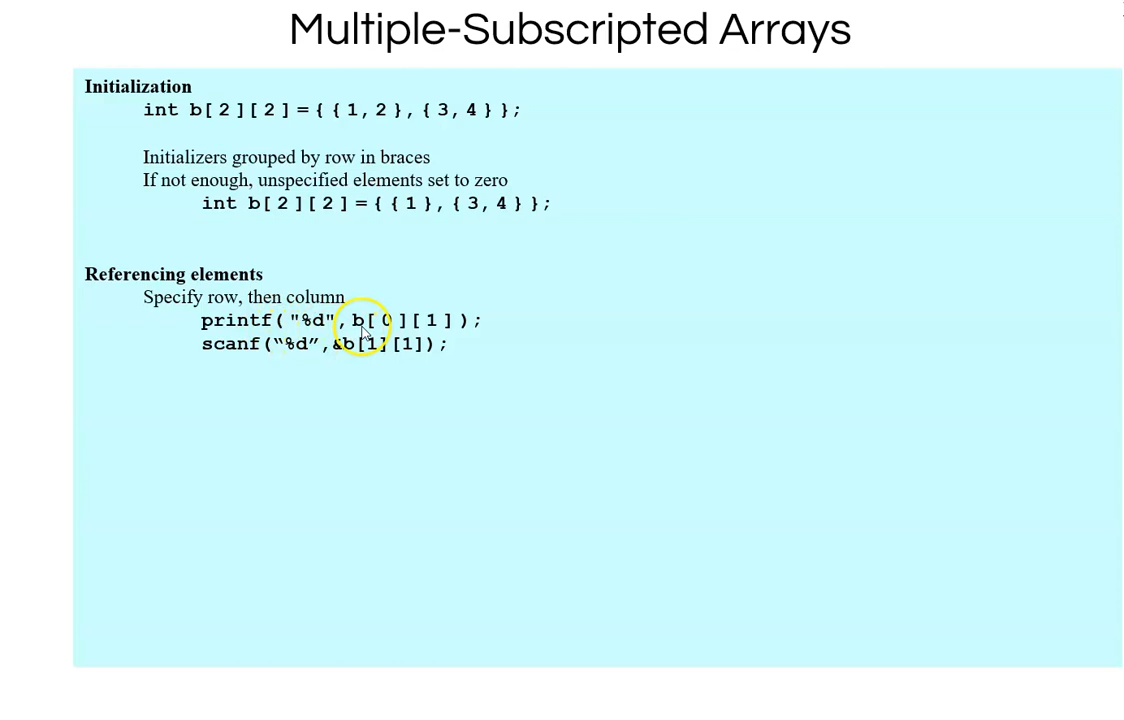 Multiple-Subscripted Arrays
Initialization
int b[ 2 ][ 2 ] = { { 1, 2 }, { 3, 4 } };
Initializers grouped by row in braces
If not enough, unspecified elements set to zero
int b[ 2 ][ 2 ] = { { 1 }, { 3, 4 } };
Referencing elements
Specify row, then column
printf( "%d", b[ 0 ][ 1 ] );
scanf(“%d”,&b[1][1]);